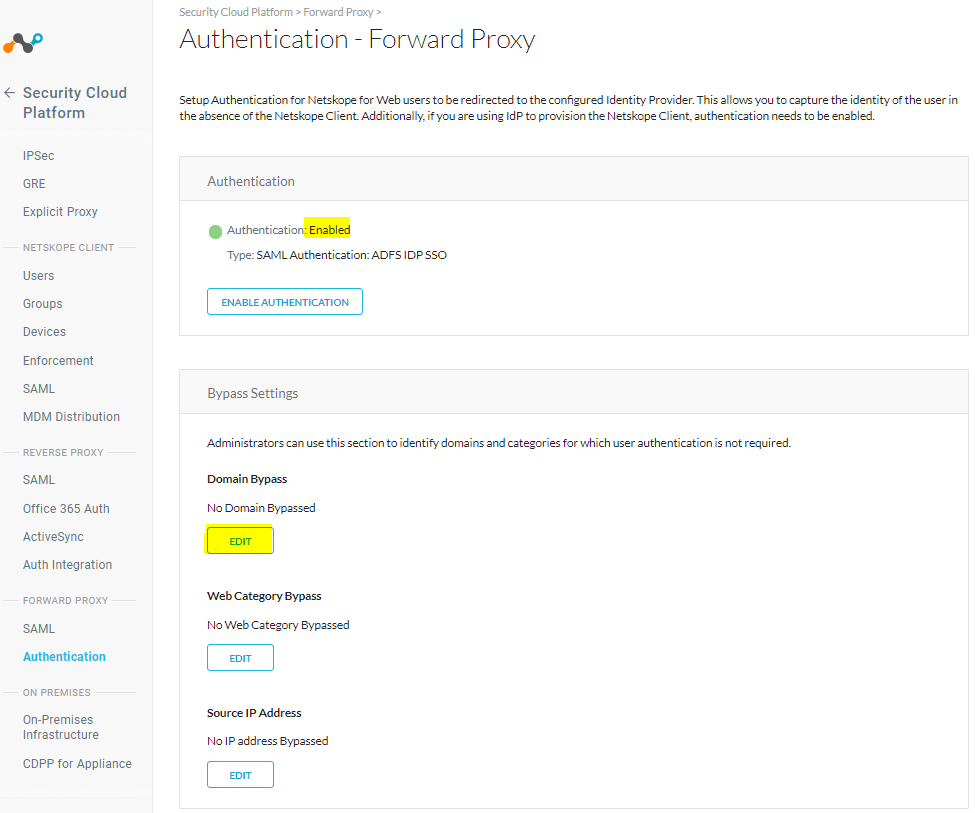 Security Cloud Platform > Forward Proxy >
Authentication - Forward Proxy
Security Cloud
Platform
IPSec
GRE
Explicit Proxy
NETSKOPE CLIENT
Users
Groups
Devices
Enforcement
SAML
MDM Distribution
REVERSE PROXY
SAML
Office 365 Auth
ActiveSync
Auth Integration
FORWARD PROXY
SAML
Authentication
ON PREMISES
On-Premises
Infrastructure
CDPP for Appliance
Setup Authentication for Netskope for Web users to be redirected to the configured Identity Provider. This allows you to capture the identity of the user in
the absence of the Netskope Client. Additionally, if you are using IdP to provision the Netskope Client, authentication needs to be enabled.
Authentication
Authentication: Enabled
Type: SAML Authentication: ADFS IDP SSO
ENABLE AUTHENTICATION
Bypass Settings
Administrators can use this section to identify domains and categories for which user authentication is not required.
Domain Bypass
No Domain Bypassed
EDIT
Web Category Bypass
No Web Category Bypassed
EDIT
Source IP Address
No IP address Bypassed
EDIT